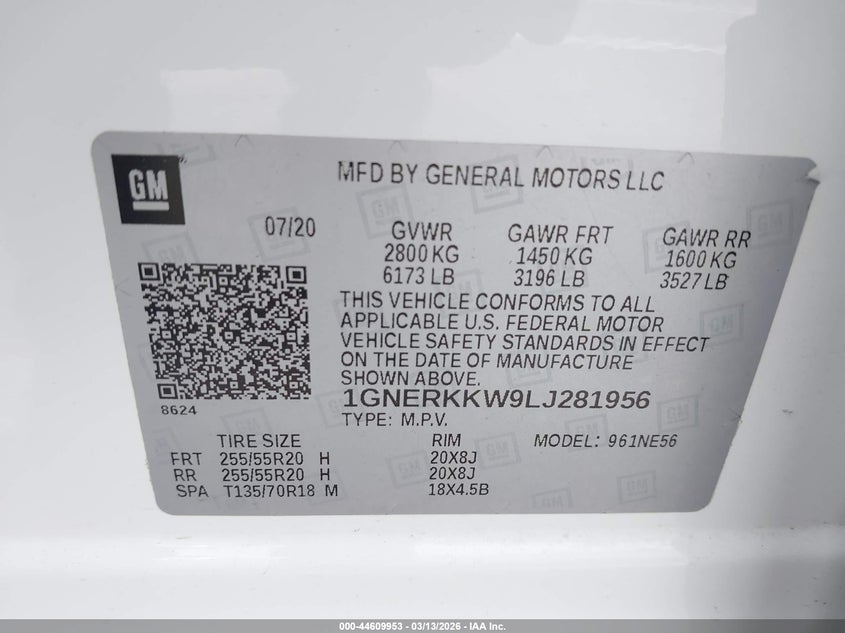 GM
MFD BY GENERAL MOTORS LLC
07/20
GVWR GAWR FRT GAWR RR
2800 KG 1450 KG 1600 KG
6173 LB 3196 LB 3527 LB
THIS VEHICLE CONFORMS TO ALL
APPLICABLE U.S. FEDERAL MOTOR
VEHICLE SAFETY STANDARDS IN EFFECT
ON THE DATE OF MANUFACTURE
SHOWN ABOVE.
8624
1GNERKKW9LJ281956
TYPE: M.P.V.
TIRE SIZE RIM MODEL: 961NE56
FRT 255/55R20 H 20X8J
RR 255/55R20 H 20X8J
SPA T135/70R18 M 18X4.5B
000-44609953 - 03/13/2026 - IAA Inc.